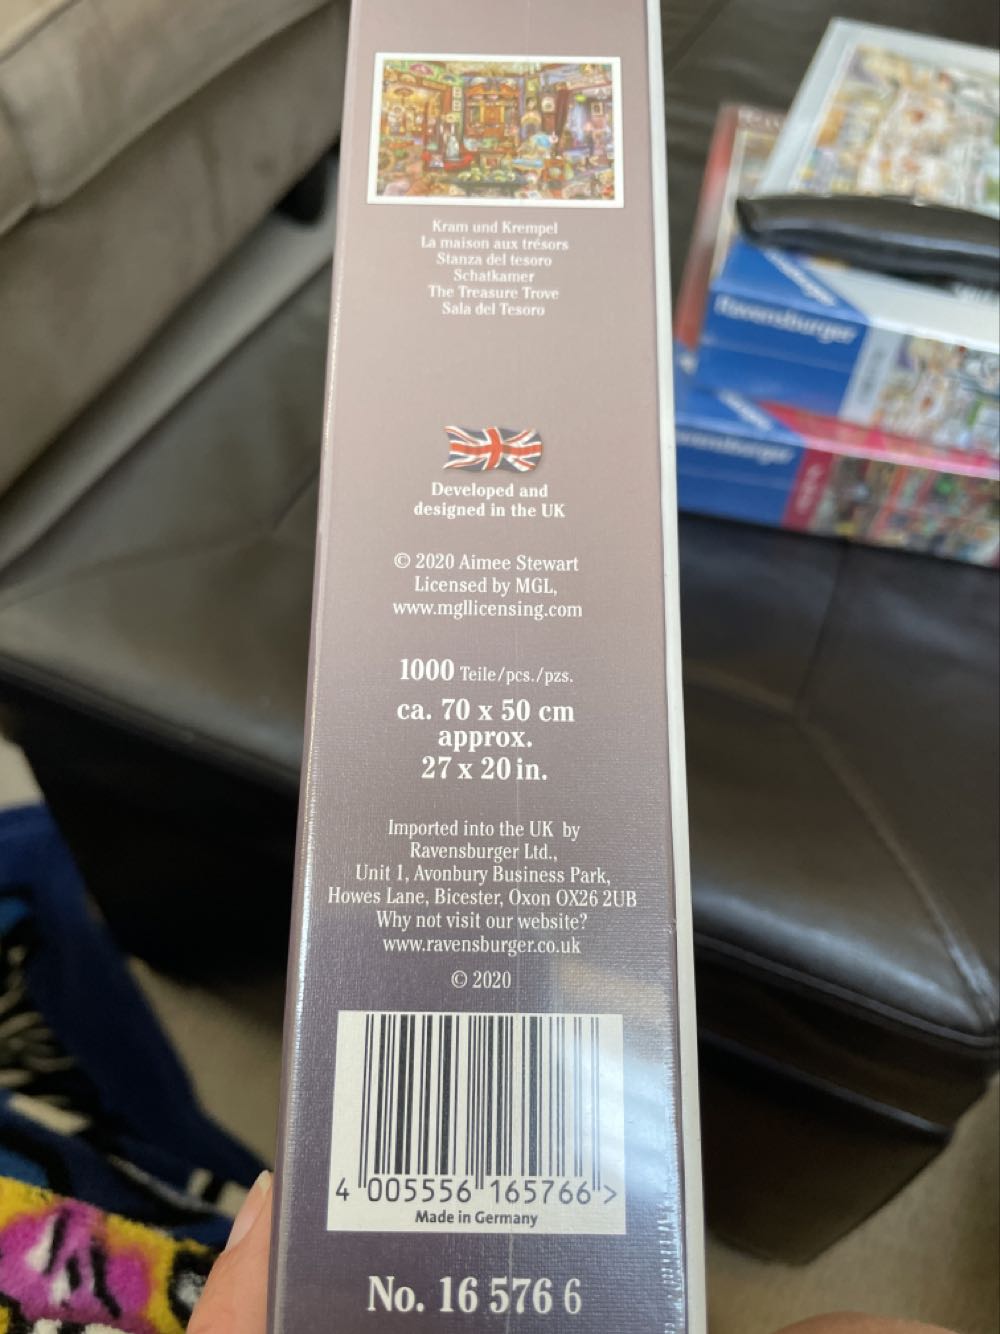 Kram und Krempel
La maison aux trésors
Stanza del tesoro
Schatkamer
The Treasure Trove
Sala del Tesoro
Developed and
designed in the UK
© 2020 Aimee Stewart
Licensed by MGL,
www.mgllicensing.com
1000 Teile/pcs./pzs.
ca. 70 x 50 cm
approx.
27 x 20 in.
Imported into the UK by
Ravensburger Ltd.,
Unit 1, Avonbury Business Park,
Howes Lane, Bicester, Oxon OX26 2UB
Why not visit our website?
www.ravensburger.co.uk
© 2020
4 005556 165766 >
Made in Germany
No. 16 576 6
Ravensburger
Ravensburger